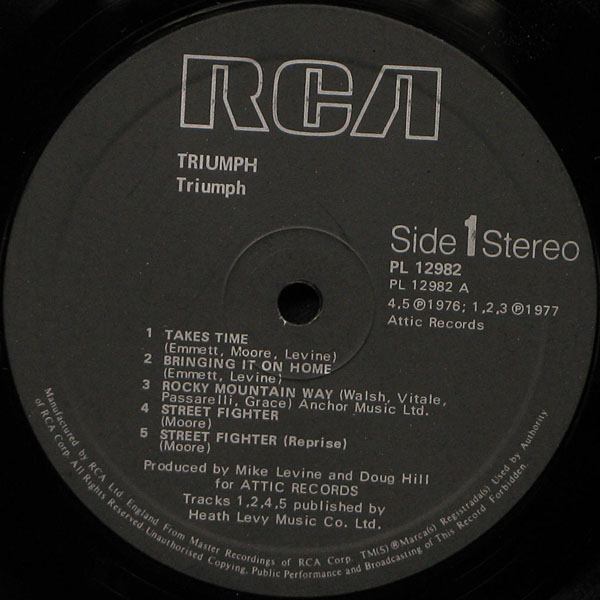 RCA
TRIUMPH
Triumph
Side 1 Stereo
PL 12982
PL 12982 A
4,5 Ⓟ 1976; 1,2,3 Ⓟ 1977
Attic Records
1 TAKES TIME
(Emmett, Moore, Levine)
2 BRINGING IT ON HOME
(Emmett, Levine)
3 ROCKY MOUNTAIN WAY (Walsh, Vitale,
Passarelli, Grace) Anchor Music Ltd.
4 STREET FIGHTER
(Moore)
5 STREET FIGHTER (Reprise)
(Moore)
Produced by Mike Levine and Doug Hill
for ATTIC RECORDS
Tracks 1,2,4,5 published by
Heath Levy Music Co. Ltd.
Manufactured by RCA Ltd. England From Master Recordings of RCA Corp. TM(S) ® Marca(s) Registrada(s) Used by Authority
of RCA Corp. All Rights Reserved Unauthorised Copying, Public Performance and Broadcasting of This Record Forbidden.